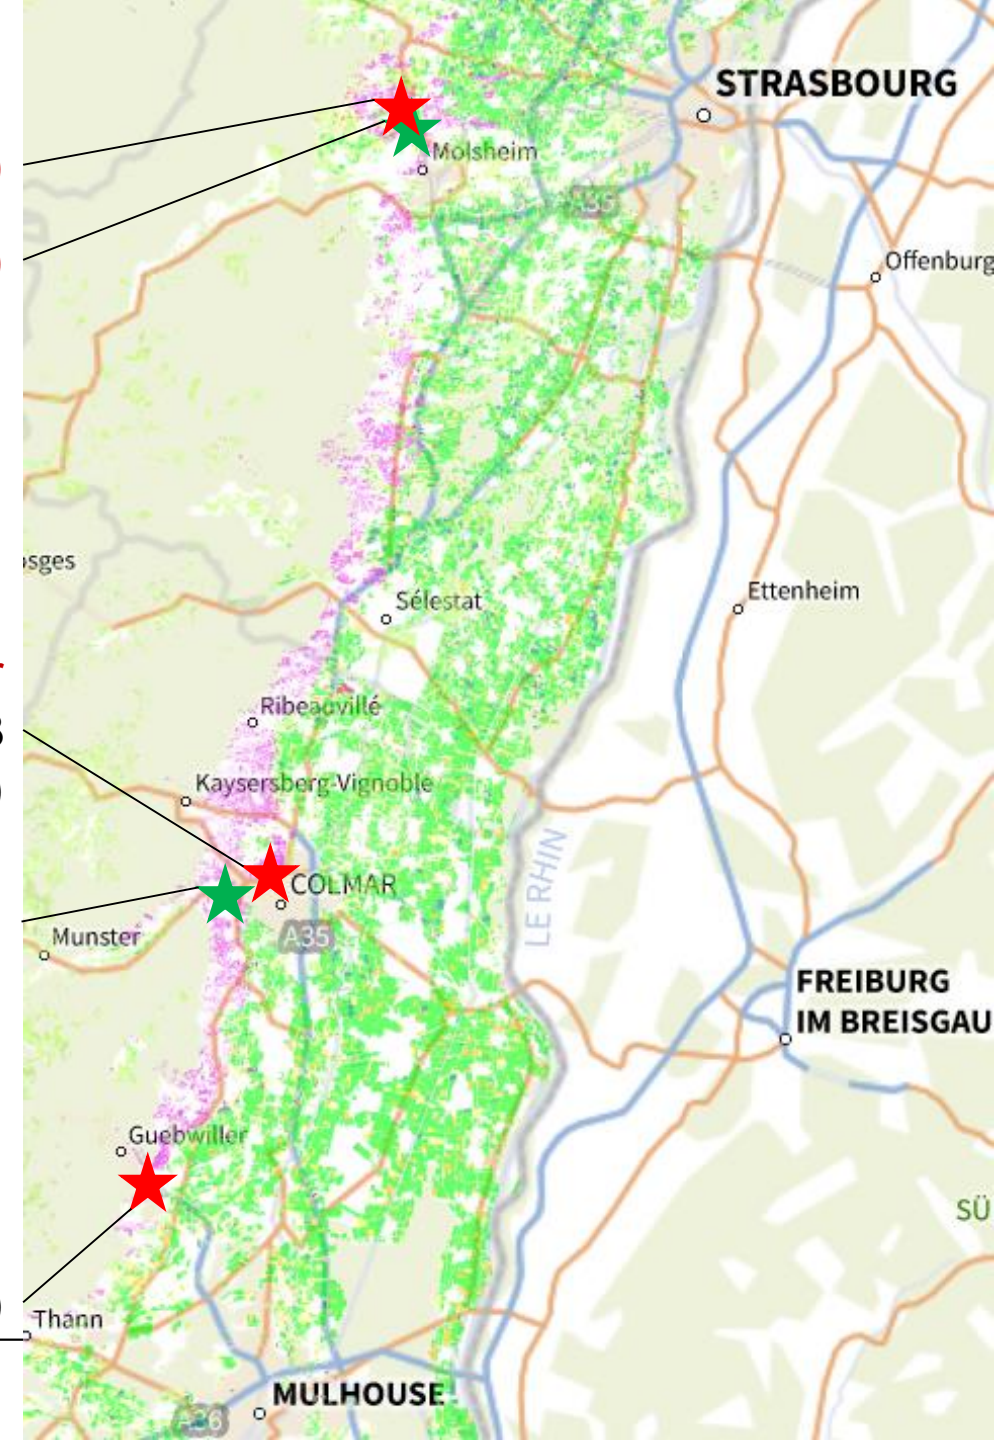 STRASBOURG
Molsheim
A35
Offenburg
osges
Ettenheim
Sélestat
Ribeauvillé
Kaysersberg-Vignoble
LE RHIN
COLMAR
A35
Munster
FREIBURG
IM BREISGAU
Guebwiller
SÜ
Thann
MULHOUSE
A36